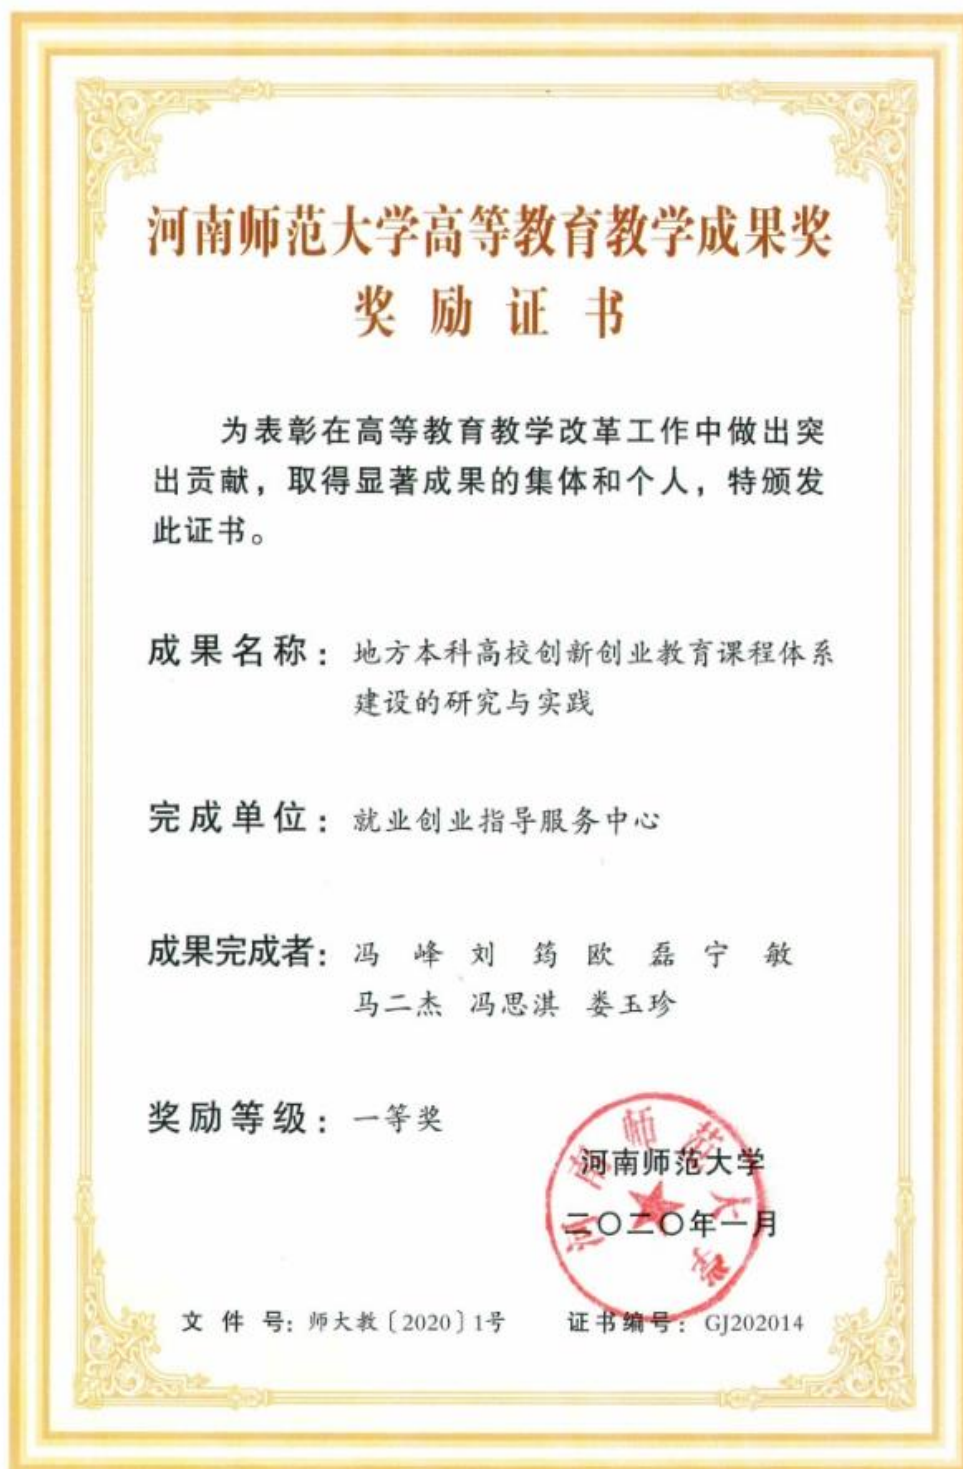 河南师范大学高等教育教学成果奖
奖励证书
为表彰在高等教育教学改革工作中做出突
出贡献，取得显著成果的集体和个人，特颁发
此证书。
成果名称：地方本科高校创新创业教育课程体系
建设的研究与实践
完成单位：就业创业指导服务中心
成果完成者：冯 峰 刘 筠 欧 磊 宁 敏
马二杰 冯思淇 娄玉珍
奖励等级：一等奖
河南师范大学
河南师范大学
二〇二〇年一月
文 件 号：师大教〔2020〕1号 证书编号：GJ202014